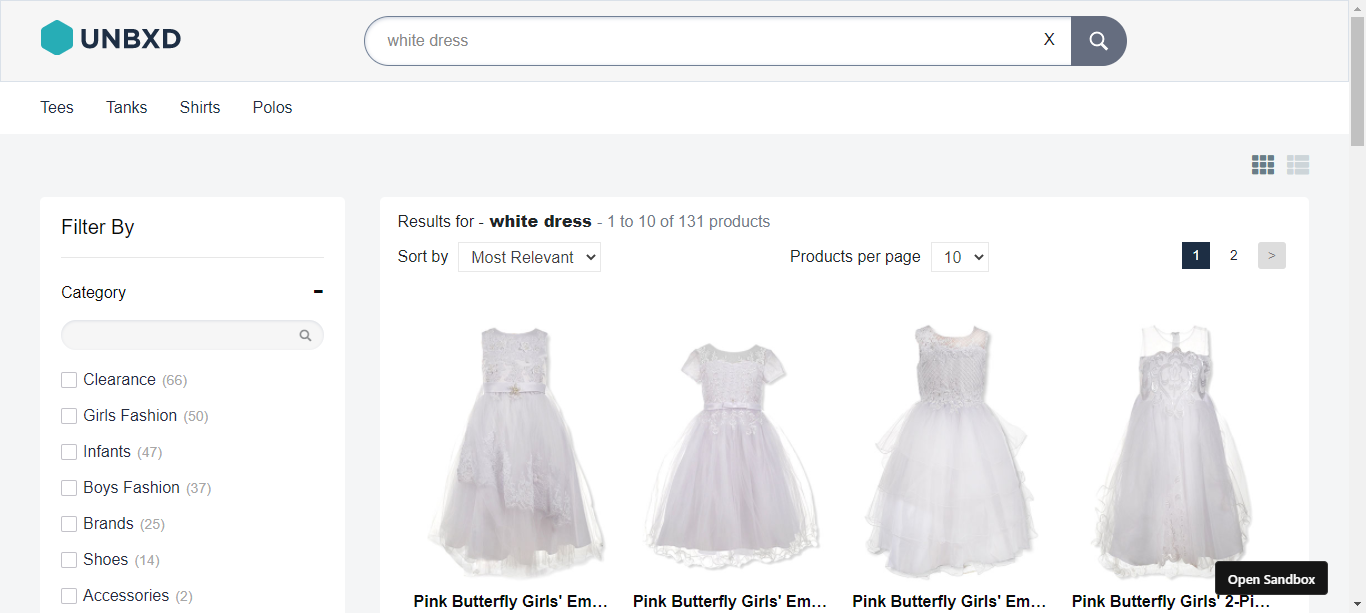 UNBXD
white dress X
Tees Tanks Shirts Polos
Filter By
Category
Clearance (66)
Girls Fashion (50)
Infants (47)
Boys Fashion (37)
Brands (25)
Shoes (14)
Accessories (2)
Results for - white dress - 1 to 10 of 131 products
Sort by Most Relevant Products per page 10 1 2 >
Pink Butterfly Girls' Em... Pink Butterfly Girls' Em... Pink Butterfly Girls' Em... Pink Butterfly Girls' 2-Pi...
Open Sandbox